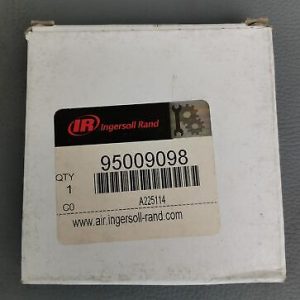 IR Ingersoll Rand
95009098
QTY
1
C0
A225114
www.air.ingersoll-rand.com